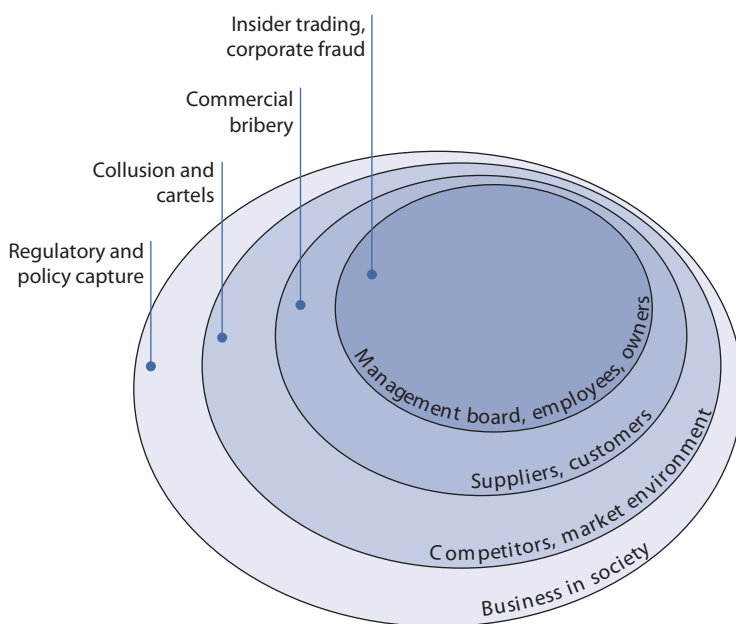 Insider trading,
corporate fraud
Commercial
bribery
Collusion and
cartels
Regulatory and
policy capture
Management board, employees, owners
Suppliers, customers
Competitors, market environment
Business in society